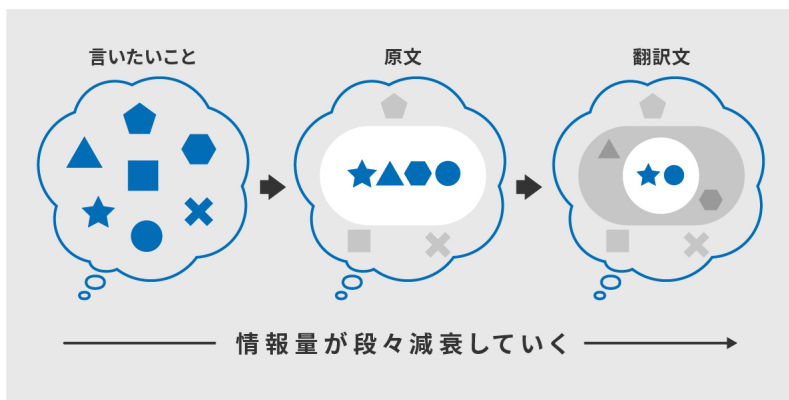 言いたいこと
原文
翻訳文
情報量が段々減衰していく